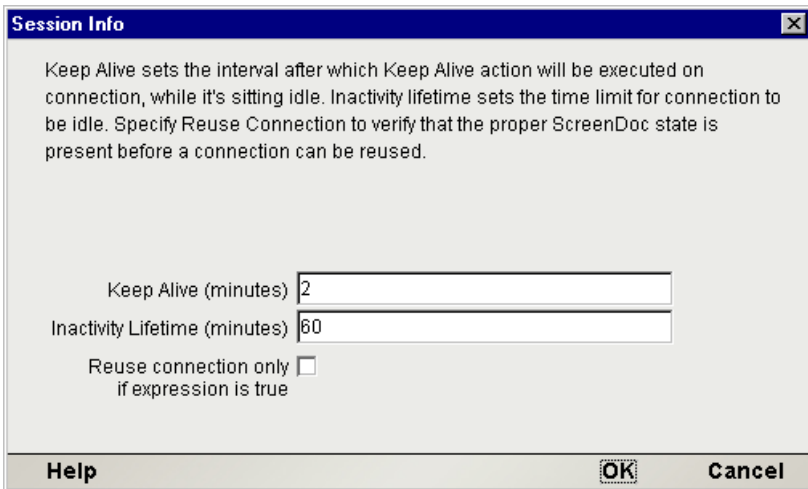 Session Info
Keep Alive sets the interval after which Keep Alive action will be executed on
connection, while it's sitting idle. Inactivity lifetime sets the time limit for connection to
be idle. Specify Reuse Connection to verify that the proper ScreenDoc state is
present before a connection can be reused.
Keep Alive (minutes) 2
Inactivity Lifetime (minutes) 60
Reuse connection only
if expression is true
Help OK Cancel